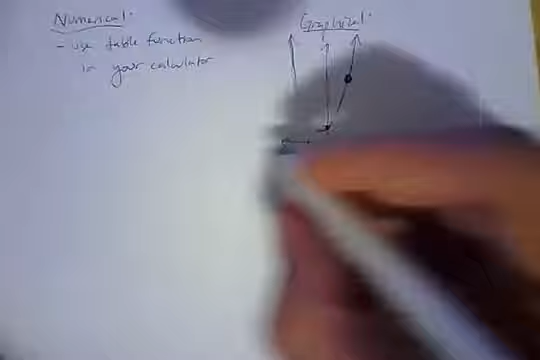 Numerical:
- use table function
in your calculator
Graphical: